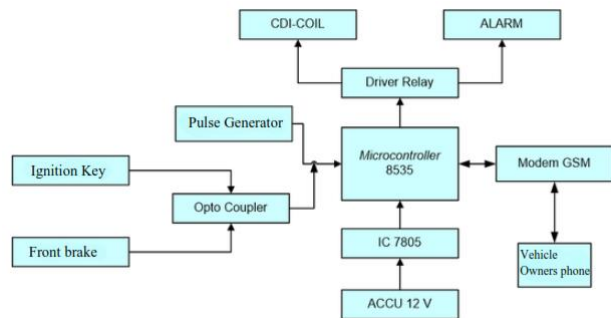 CDI-COIL
ALARM
Driver Relay
Pulse Generator
Microcontroller
8535
Modem GSM
Ignition Key
Opto Coupler
Front brake
IC 7805
Vehicle
Owners phone
ACCU 12 V